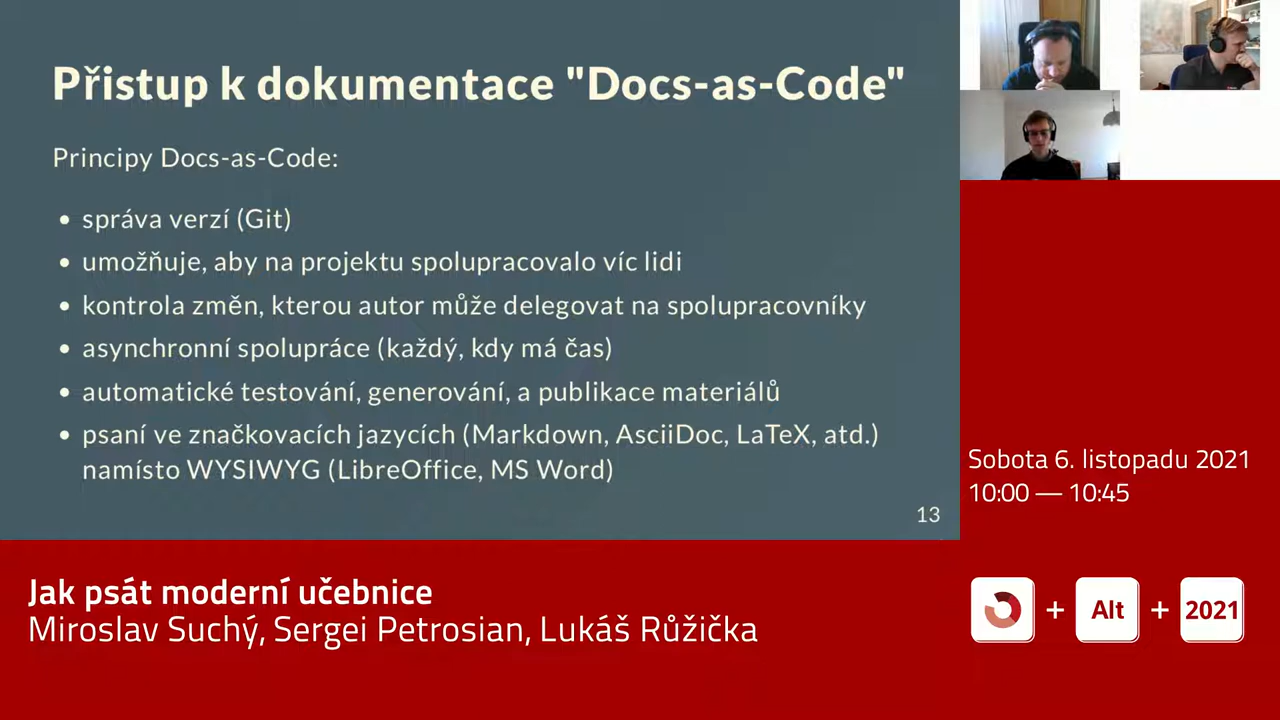 Přistup k dokumentace "Docs-as-Code"
Principy Docs-as-Code:
• správa verzí (Git)
• umožňuje, aby na projektu spolupracovalo víc lidi
• kontrola změn, kterou autor může delegovat na spolupracovníky
• asynchronní spolupráce (každý, kdy má čas)
• automatické testování, generování, a publikace materiálů
• psaní ve značkovacích jazycích (Markdown, AsciiDoc, LaTeX, atd.)
namísto WYSIWYG (LibreOffice, MS Word)
13
Sobota 6. listopadu 2021
10:00 — 10:45
Jak psát moderní učebnice
Miroslav Suchý, Sergei Petrosian, Lukáš Růžička
+ Alt + 2021